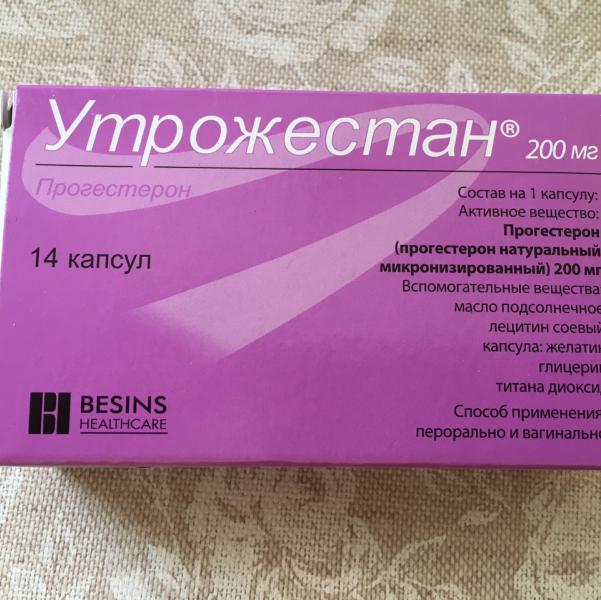 Утрожестан® 200 мг
Прогестерон
14 капсул
Состав на 1 капсулу:
Активное вещество:
Прогестерон
(прогестерон натуральный
микронизированный) 200 мг
Вспомогательные вещества:
масло подсолнечное
лецитин соевый
капсула: желатин
глицерин
титана диоксид
Способ применения:
перорально и вагинально
BESINS
HEALTHCARE